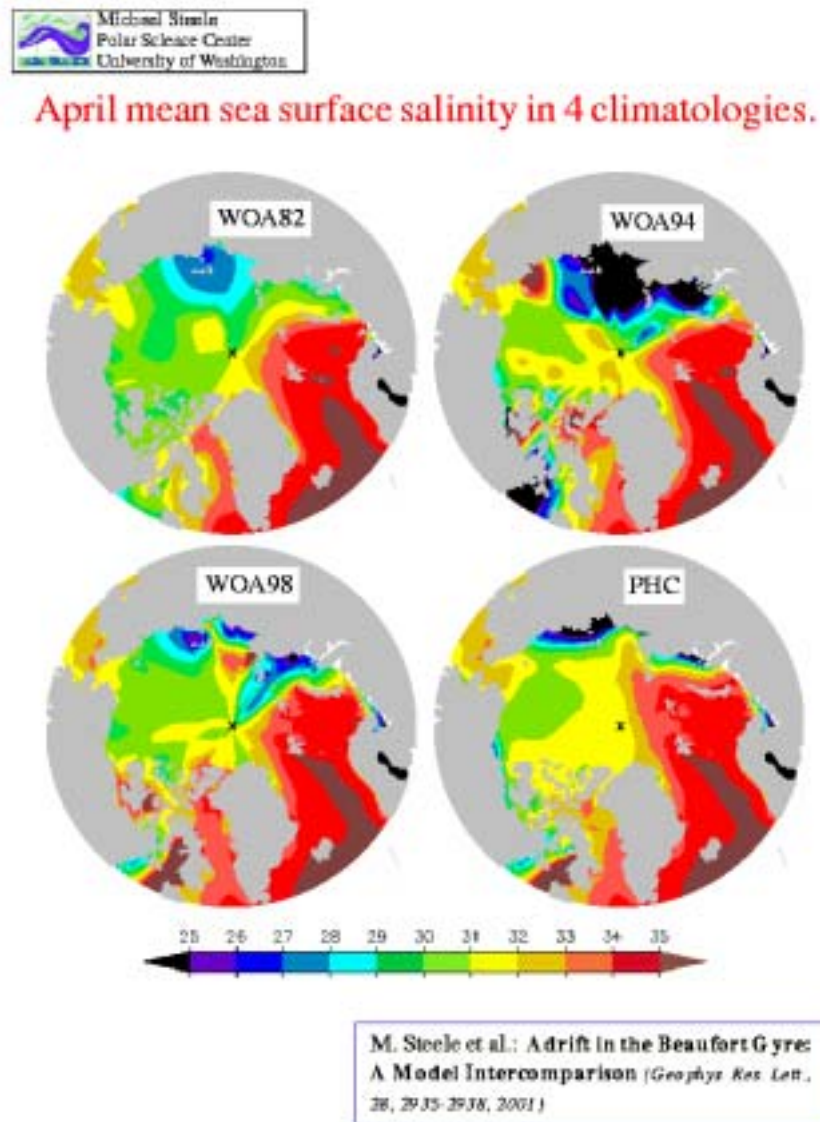 Michael Steele
Polar Science Center
University of Washington
April mean sea surface salinity in 4 climatologies.
WOA82
WOA94
WOA98
PHC
25 26 27 28 29 30 31 32 33 34 35
M. Steele et al.: Adrift in the Beaufort Gyre:
A Model Intercomparison (Geophys. Res. Lett.,
28, 2935-2938, 2001)